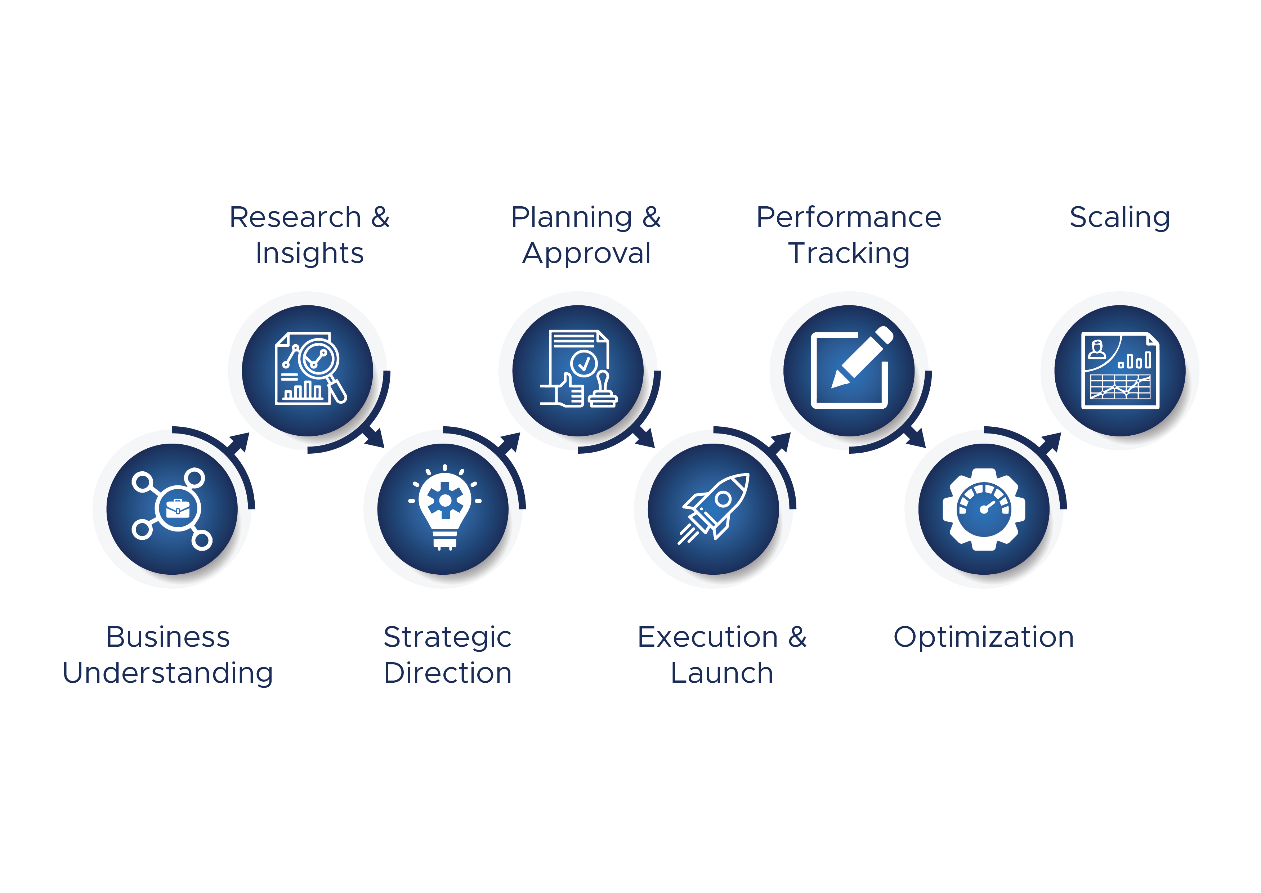 Research &
Insights
Planning &
Approval
Performance
Tracking
Scaling
Business
Understanding
Strategic
Direction
Execution &
Launch
Optimization